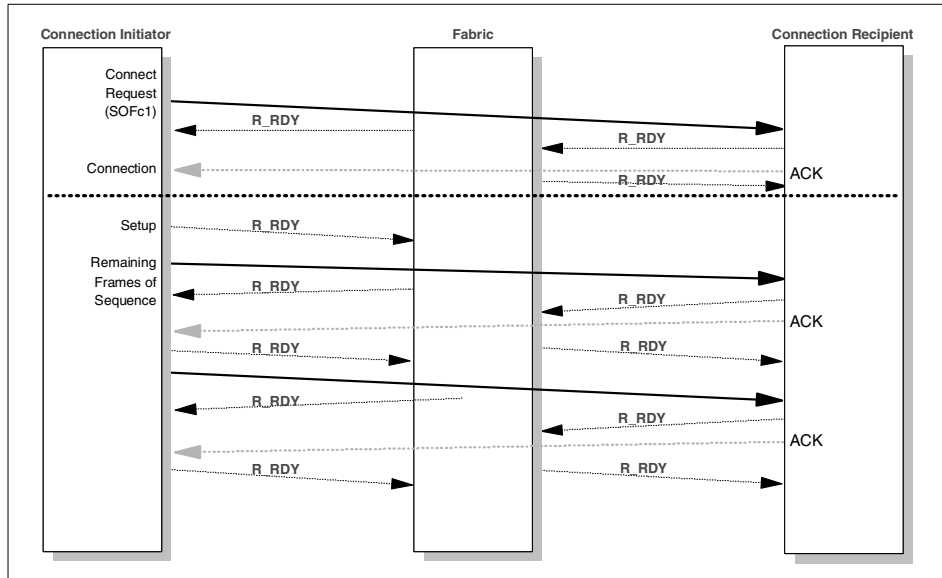 Connection Initiator
Fabric
Connection Recipient
Connect
Request
(SOFc1)
R_RDY
R_RDY
Connection
ACK
R_RDY
Setup
R_RDY
Remaining
Frames of
Sequence
R_RDY
R_RDY
ACK
R_RDY
R_RDY
R_RDY
R_RDY
ACK
R_RDY
R_RDY